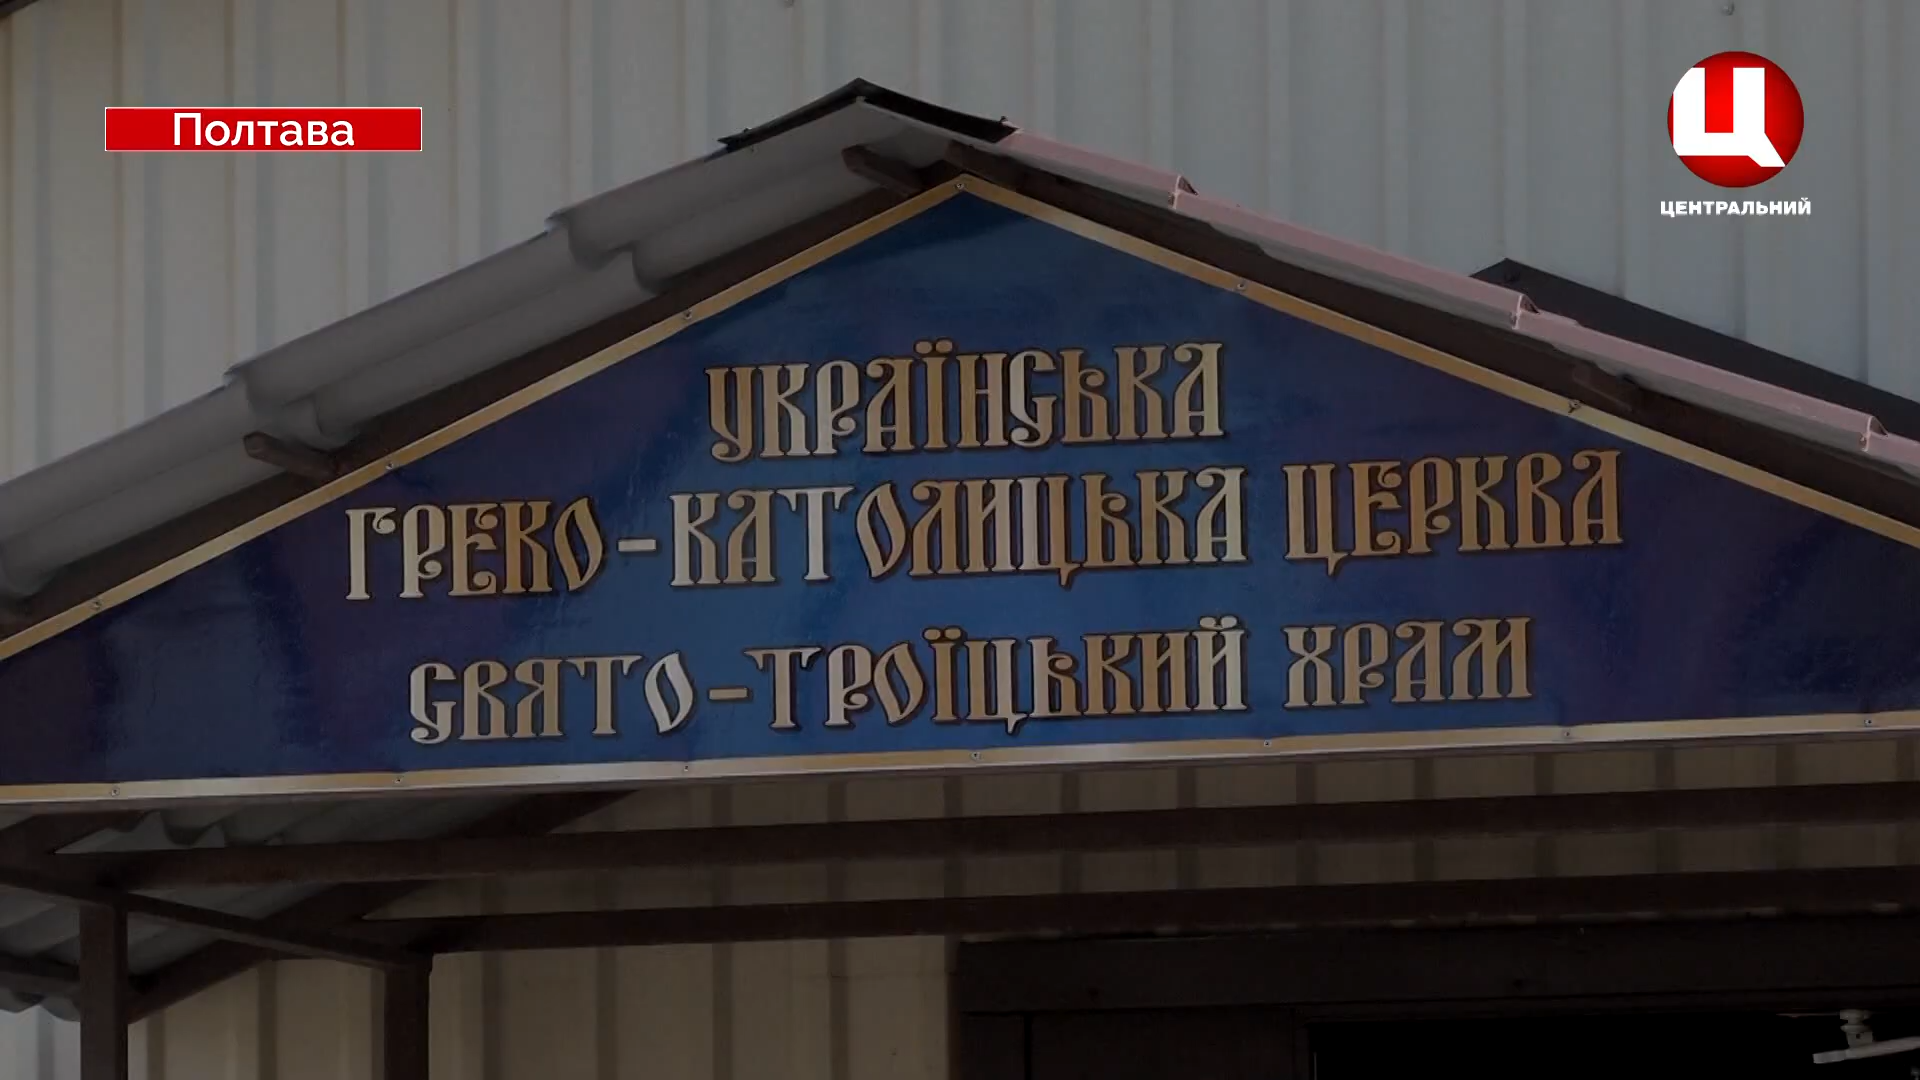 Полтава
Ц
ЦЕНТРАЛЬНИЙ
УКРАЇНСЬКА
ГРЕКО-КАТОЛИЦЬКА ЦЕРКВА
СВЯТО-ТРОЇЦЬКИЙ ХРАМ